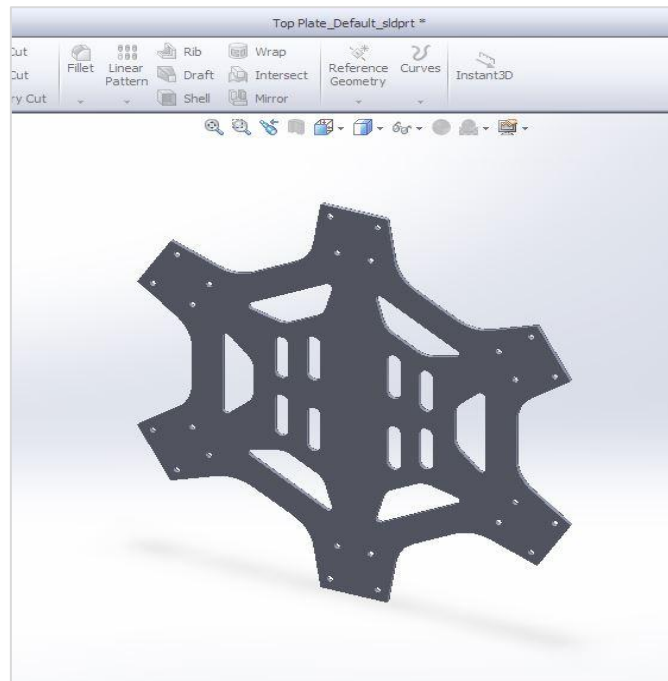 Top Plate_Default_sldprt *
Cut Fillet Linear Pattern Rib Wrap Reference Geometry Curves Instant3D
Cut Draft Intersect
ry Cut Shell Mirror